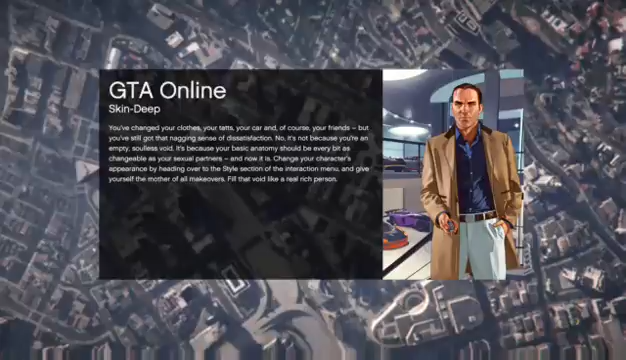 GTA Online
Skin-Deep
You've changed your clothes, your tatts, your car and, of course, your friends – but
you've still got that nagging sense of dissatisfaction. No, it's not because you're an
empty, soulless void. It's because your basic anatomy should be every bit as
changeable as your sexual partners – and now it is. Change your character's
appearance by heading over to the Style section of the interaction menu, and give
yourself the mother of all makeovers. Fill that void like a real rich person.